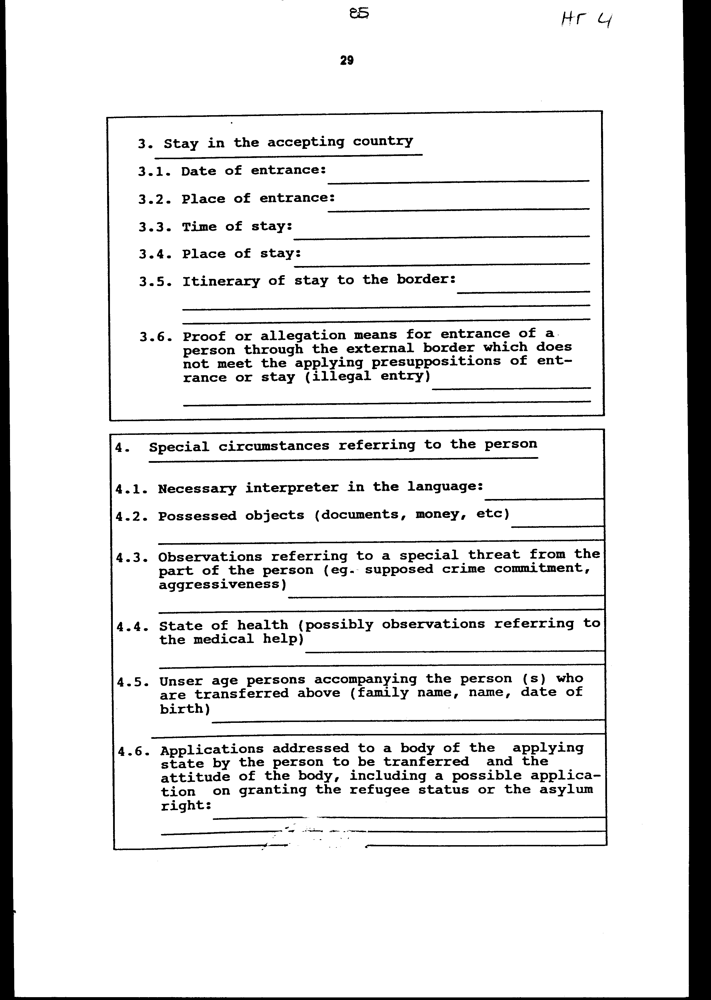 85
Hr 4
29
3. Stay in the accepting country
3.1. Date of entrance:
3.2. Place of entrance:
3.3. Time of stay:
3.4. Place of stay:
3.5. Itinerary of stay to the border:
3.6. Proof or allegation means for entrance of a
person through the external border which does
not meet the applying presuppositions of ent-
rance or stay (illegal entry)
4. Special circumstances referring to the person
4.1. Necessary interpreter in the language:
4.2. Possessed objects (documents, money, etc)
4.3. Observations referring to a special threat from the
part of the person (eg. supposed crime commitment,
aggressiveness)
4.4. State of health (possibly observations referring to
the medical help)
4.5. Unser age persons accompanying the person (s) who
are transferred above (family name, name, date of
birth)
4.6. Applications addressed to a body of the applying
state by the person to be tranferred and the
attitude of the body, including a possible applica-
tion on granting the refugee status or the asylum
right: